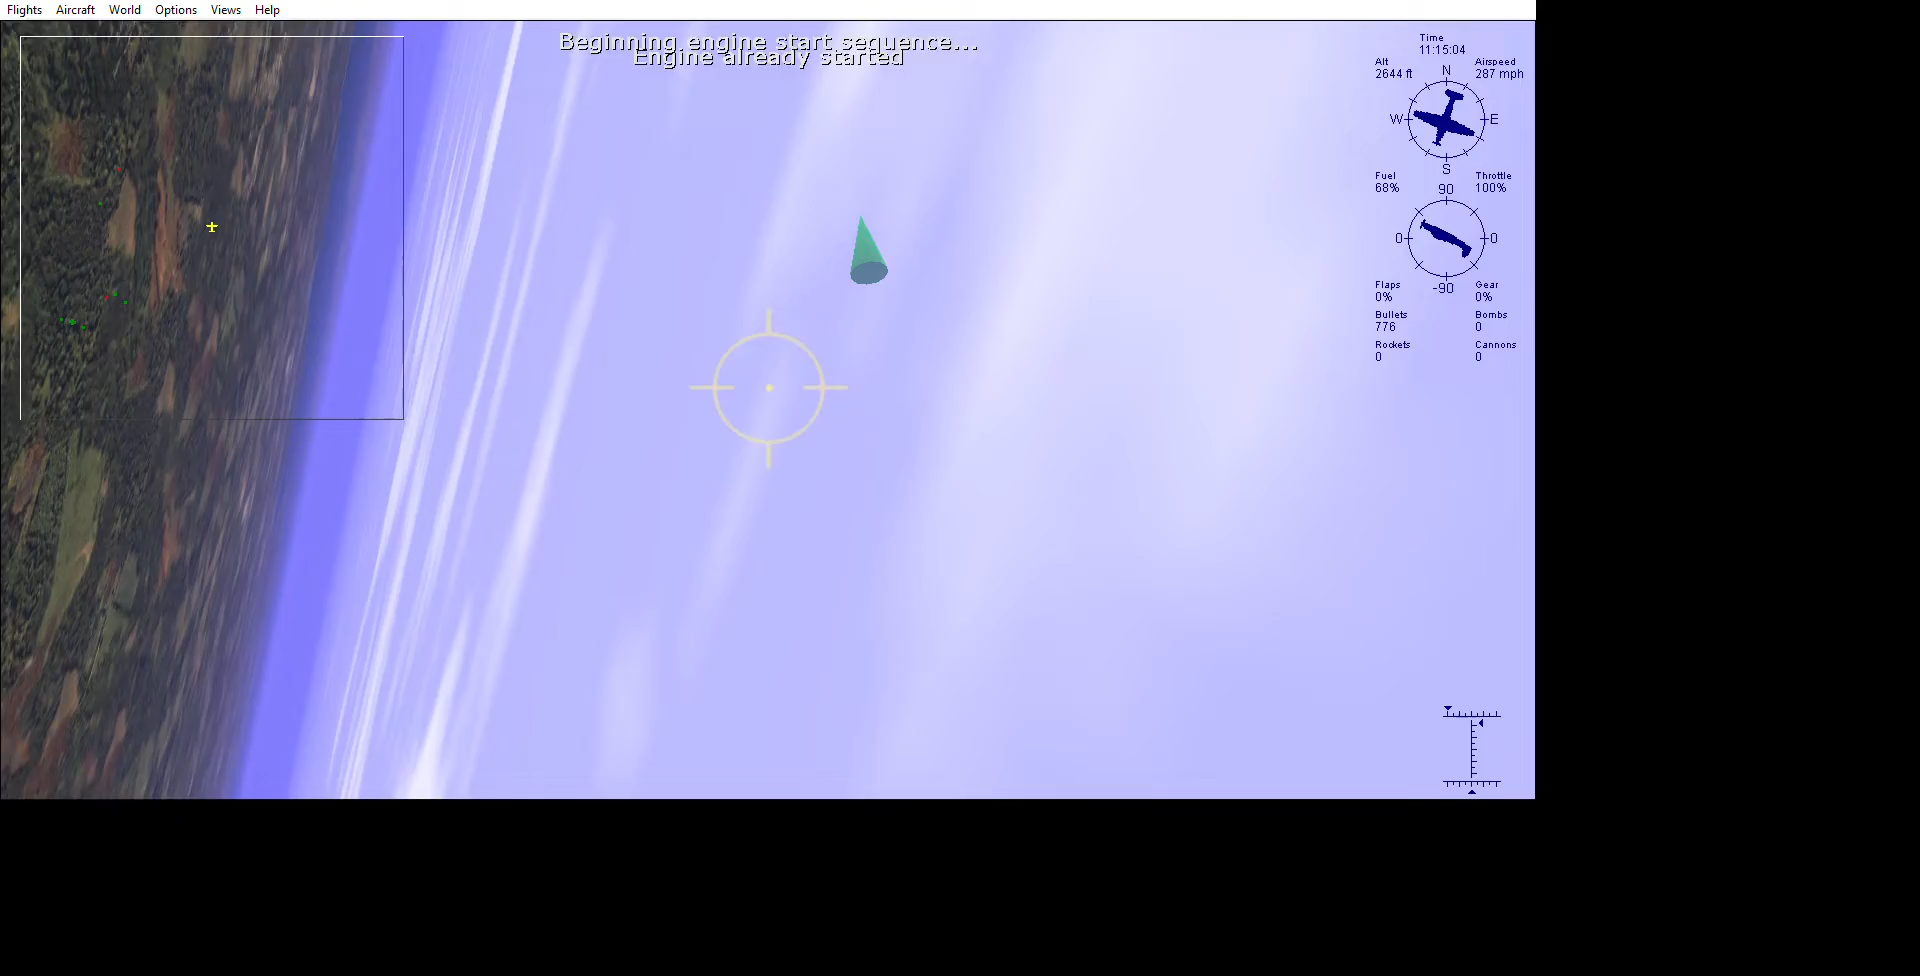 Flights Aircraft World Options Views Help
Beginning engine start sequence...
Engine already started
Time
11:15:04
Alt
2644 ft
Airspeed
287 mph
N
W
E
S
Fuel
68%
Throttle
100%
90
0
0
-90
Flaps
0%
Gear
0%
Bullets
776
Bombs
0
Rockets
0
Cannons
0